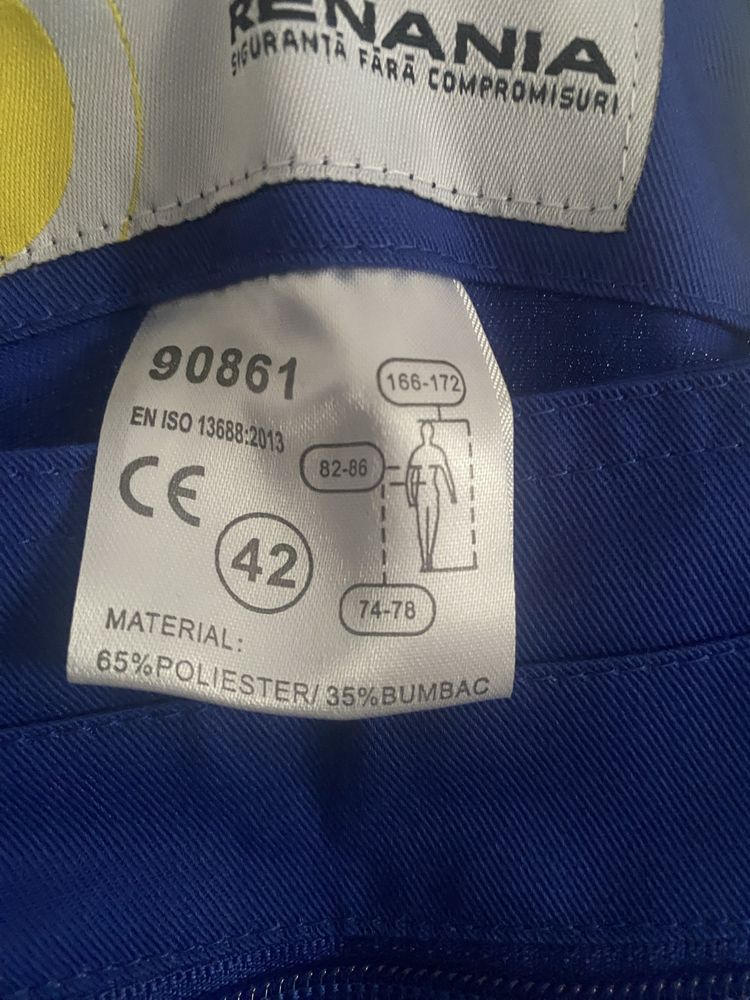 RENANIA
SIGURANȚĂ FĂRĂ COMPROMISURI
90861
EN ISO 13688:2013
CE
42
166-172
82-86
74-78
MATERIAL:
65%POLIESTER/ 35%BUMBAC